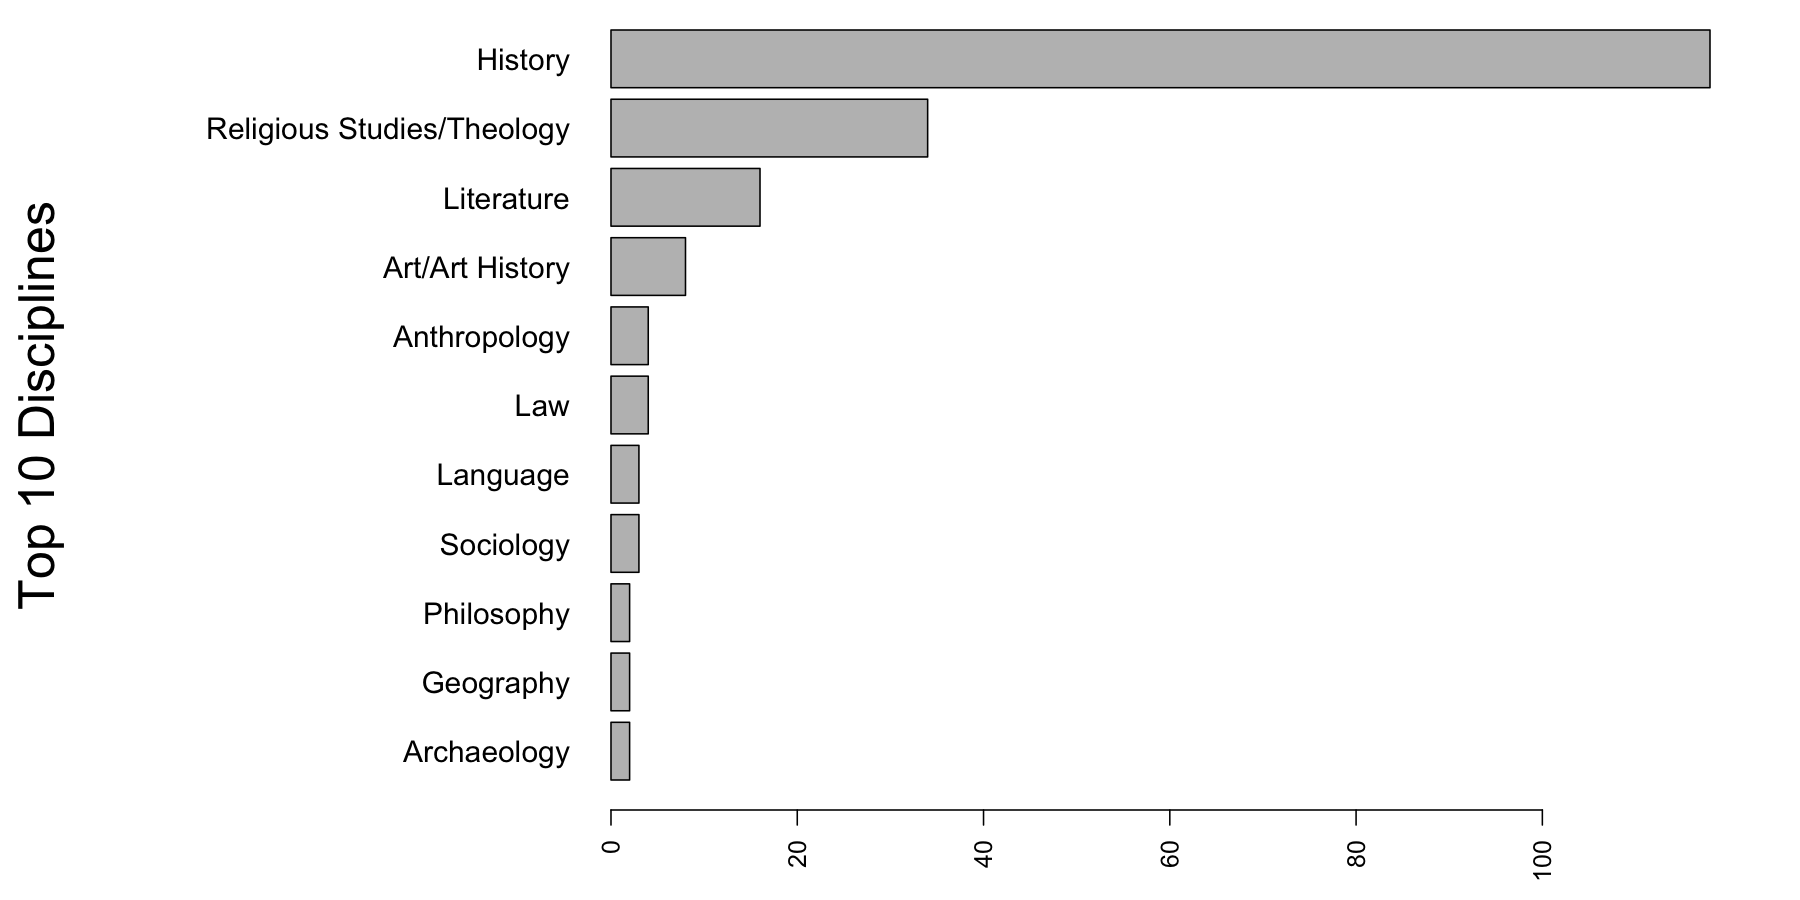 Top 10 Disciplines
History
Religious Studies/Theology
Literature
Art/Art History
Anthropology
Law
Language
Sociology
Philosophy
Geography
Archaeology
0 20 40 60 80 100